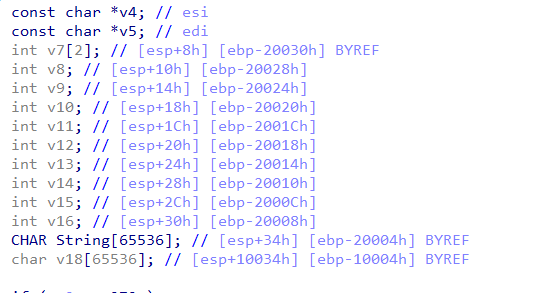 const char *v4; // esi
const char *v5; // edi
int v7[2]; // [esp+8h] [ebp-20030h] BYREF
int v8; // [esp+10h] [ebp-20028h]
int v9; // [esp+14h] [ebp-20024h]
int v10; // [esp+18h] [ebp-20020h]
int v11; // [esp+1Ch] [ebp-2001Ch]
int v12; // [esp+20h] [ebp-20018h]
int v13; // [esp+24h] [ebp-20014h]
int v14; // [esp+28h] [ebp-20010h]
int v15; // [esp+2Ch] [ebp-2000Ch]
int v16; // [esp+30h] [ebp-20008h]
CHAR String[65536]; // [esp+34h] [ebp-20004h] BYREF
char v18[65536]; // [esp+10034h] [ebp-10004h] BYREF